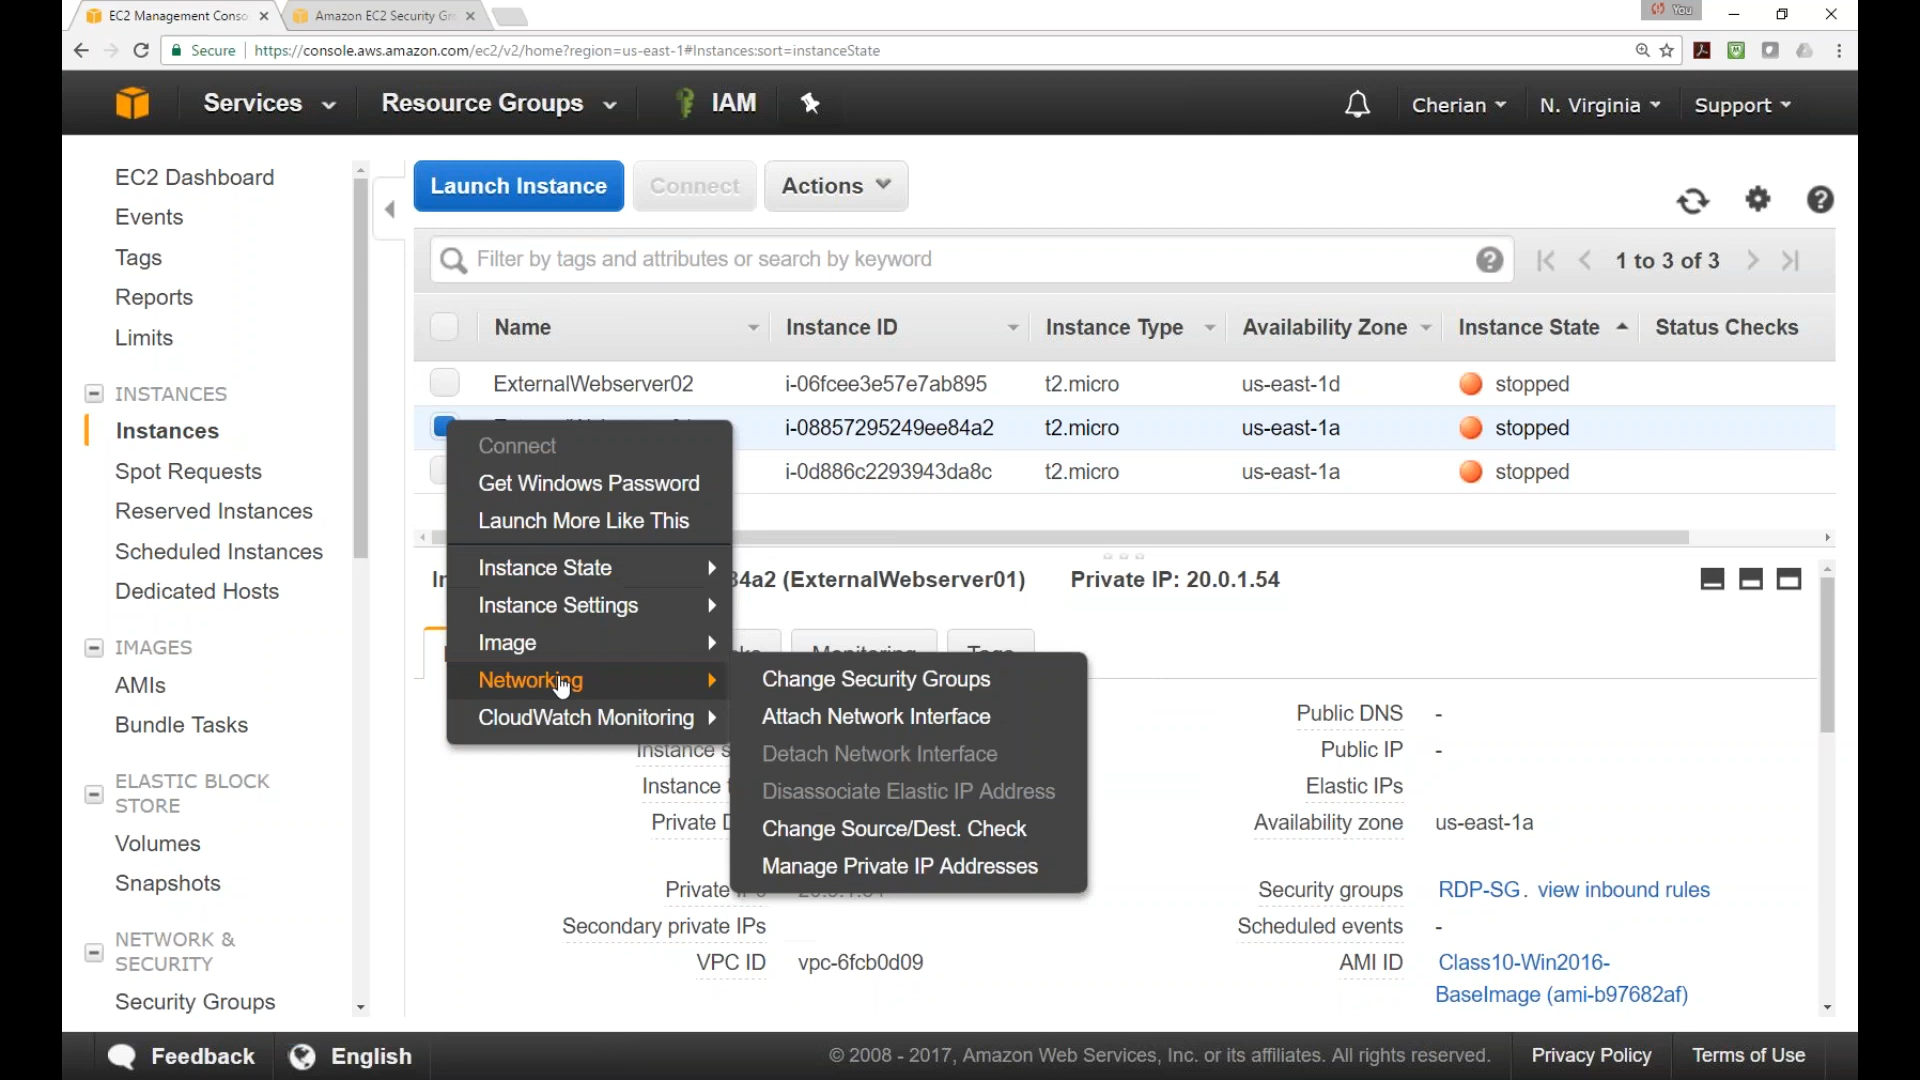 EC2 Management Conso
Amazon EC2 Security Gr
You
Secure
https://console.aws.amazon.com/ec2/v2/home?region=us-east-1#Instances:sort=instanceState
Services
Resource Groups
IAM
Cherian
N. Virginia
Support
EC2 Dashboard
Events
Tags
Reports
Limits
INSTANCES
Instances
Spot Requests
Reserved Instances
Scheduled Instances
Dedicated Hosts
IMAGES
AMIs
Bundle Tasks
ELASTIC BLOCK
STORE
Volumes
Snapshots
NETWORK &
SECURITY
Security Groups
Launch Instance
Connect
Actions
Filter by tags and attributes or search by keyword
1 to 3 of 3
Name
Instance ID
Instance Type
Availability Zone
Instance State
Status Checks
ExternalWebserver02
i-06fcee3e57e7ab895
t2.micro
us-east-1d
stopped
i-08857295249ee84a2
t2.micro
us-east-1a
stopped
i-0d886c2293943da8c
t2.micro
us-east-1a
stopped
Connect
Get Windows Password
Launch More Like This
Instance State
Instance Settings
Image
Networking
CloudWatch Monitoring
Change Security Groups
Attach Network Interface
Detach Network Interface
Disassociate Elastic IP Address
Change Source/Dest. Check
Manage Private IP Addresses
84a2 (ExternalWebserver01)
Private IP: 20.0.1.54
Monitoring
Tags
Instance s
Instance t
Private D
Private
Secondary private IPs
VPC ID
vpc-6fcb0d09
Public DNS -
Public IP -
Elastic IPs
Availability zone us-east-1a
Security groups RDP-SG. view inbound rules
Scheduled events -
AMI ID Class10-Win2016-
BaseImage (ami-b97682af)
Feedback
English
© 2008 - 2017, Amazon Web Services, Inc. or its affiliates. All rights reserved.
Privacy Policy
Terms of Use